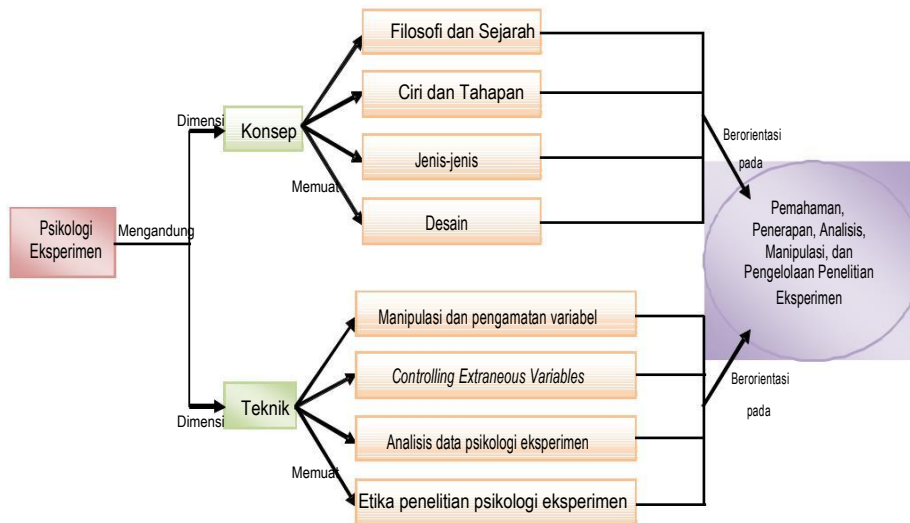 Psikologi
Eksperimen
Mengandung
Dimensi
Konsep
Memuat
Filosofi dan Sejarah
Ciri dan Tahapan
Jenis-jenis
Desain
Berorientasi
pada
Pemahaman,
Penerapan, Analisis,
Manipulasi, dan
Pengelolaan Penelitian
Eksperimen
Dimensi
Teknik
Memuat
Manipulasi dan pengamatan variabel
Controlling Extraneous Variables
Analisis data psikologi eksperimen
Etika penelitian psikologi eksperimen
Berorientasi
pada